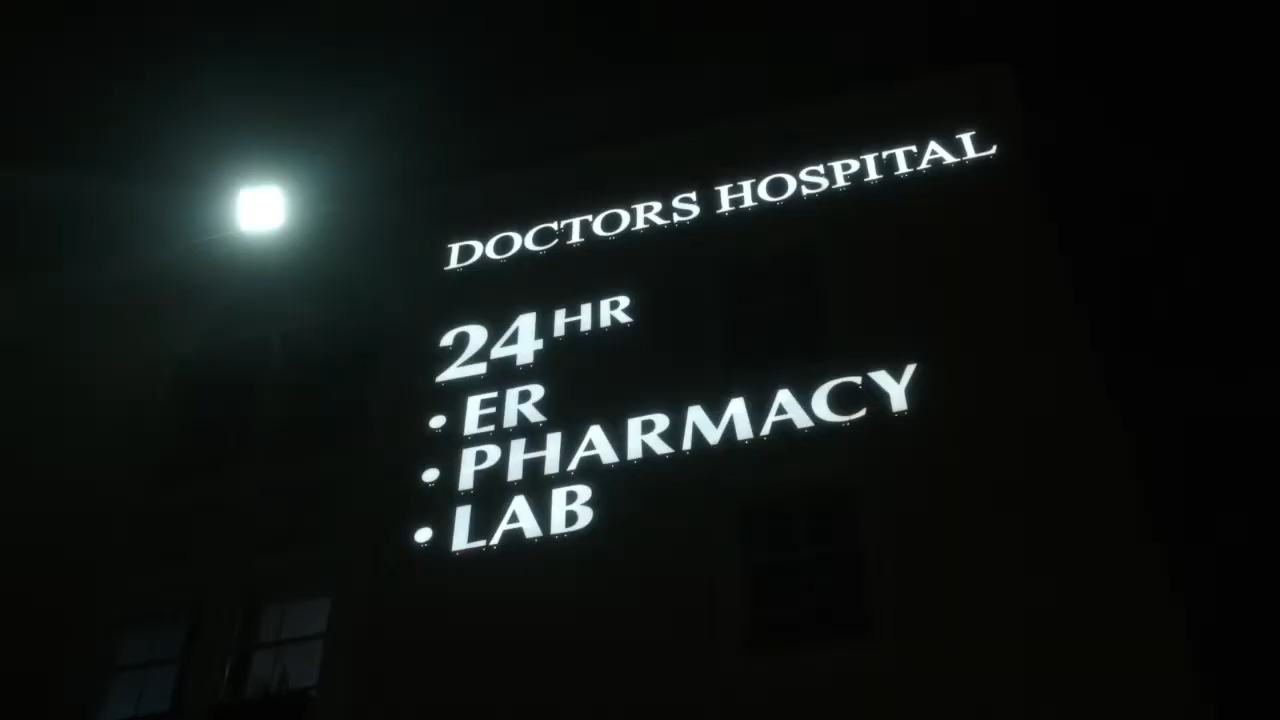 DOCTORS HOSPITAL
24HR
• ER
• PHARMACY
• LAB